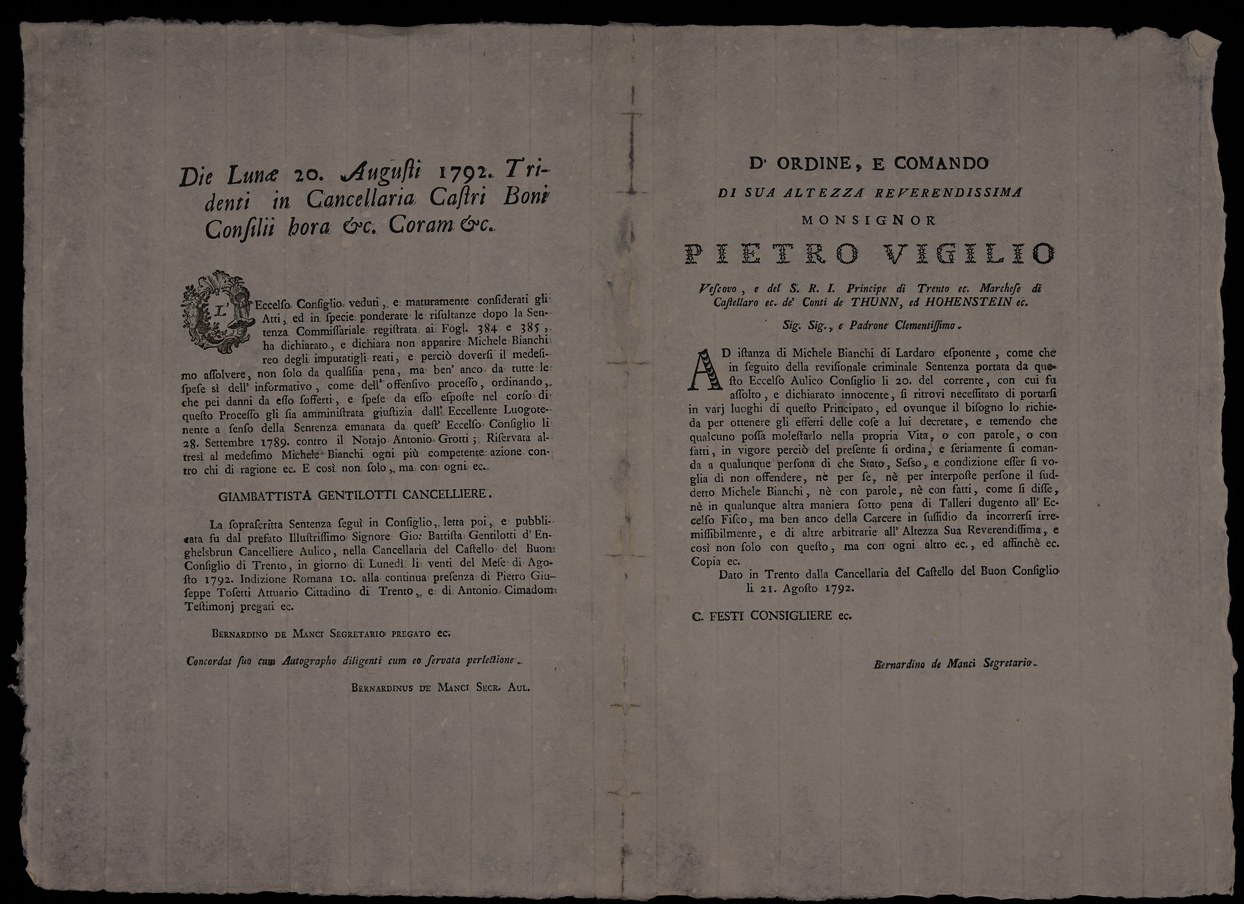 Die Lunæ 20. Auguſti 1792. Tri-
denti in Cancellaria Caſtri Boni
Conſilii hora &c. Coram &c.
L' Eccelſo Conſiglio veduti, e maturamente conſiderati gli
Atti, ed in ſpecie ponderate le riſultanze dopo la Sen-
tenza Commiſſariale regiſtrata ai Fogl. 384 e 385,
ha dichiarato, e dichiara non apparire Michele Bianchi
reo degli imputatigli reati, e perciò doverſi il medeſi-
mo aſſolvere, non ſolo da qualſiſia pena, ma ben' anco da tutte le
ſpeſe sì dell' informativo, come dell' offenſivo proceſſo, ordinando,
che pei danni da eſſo ſofferti, e ſpeſe da eſſo eſpoſte nel corſo di
queſto Proceſſo gli ſia amminiſtrata giuſtizia dall' Eccellente Luogote-
nente a ſenſo della Sentenza emanata da queſt' Eccelſo Conſiglio li
28. Settembre 1789. contro il Notajo Antonio Grotti; Riſervata al-
tresì al medeſimo Michele Bianchi ogni più competente azione con-
tro chi di ragione ec. E così non ſolo, ma con ogni ec.
GIAMBATTISTA GENTILOTTI CANCELLIERE.
La ſopraſcritta Sentenza ſeguì in Conſiglio, letta poi, e pubbli-
cata fu dal prefato Illuſtriſſimo Signore Gio: Battiſta Gentilotti d' En-
ghelsbrun Cancelliere Aulico, nella Cancellaria del Caſtello del Buon
Conſiglio di Trento, in giorno di Lunedì li venti del Meſe di Ago-
ſto 1792. Indizione Romana 10. alla continua preſenza di Pietro Giu-
ſeppe Toſetti Attuario Cittadino di Trento, e di Antonio Cimadom
Teſtimonj pregati ec.
BERNARDINO DE MANCI SEGRETARIO PREGATO ec.
Concordat ſuo cum Autographo diligenti cum eo ſervata perlectione.
BERNARDINUS DE MANCI SECR. AUL.
D' ORDINE, E COMANDO
DI SUA ALTEZZA REVERENDISSIMA
MONSIGNOR
PIETRO VIGILIO
Veſcovo, e del S. R. I. Principe di Trento ec. Marcheſe di
Caſtellaro ec. de' Conti de THUNN, ed HOHENSTEIN ec.
Sig. Sig., e Padrone Clementiſſimo.
AD iſtanza di Michele Bianchi di Lardaro eſponente, come che
in ſeguito della reviſionale criminale Sentenza portata da que-
ſto Eccelſo Aulico Conſiglio li 20. del corrente, con cui fu
aſſolto, e dichiarato innocente, ſi ritrovi neceſſitato di portarſi
in varj luoghi di queſto Principato, ed ovunque il biſogno lo richie-
da per ottenere gli effetti delle coſe a lui decretate, e temendo che
qualcuno poſſa moleſtarlo nella propria Vita, o con parole, o con
fatti, in vigore perciò del preſente ſi ordina, e ſeriamente ſi coman-
da a qualunque perſona di che Stato, Seſso, e condizione eſſer ſi vo-
glia di non offendere, nè per ſe, nè per interpoſte perſone il ſud-
detto Michele Bianchi, nè con parole, nè con fatti, come ſi diſſe,
nè in qualunque altra maniera ſotto pena di Talleri dugento all' Ec-
celſo Fiſco, ma ben anco della Carcere in ſuſſidio da incorrerſi irre-
miſſibilmente, e di altre arbitrarie all' Altezza Sua Reverendiſſima, e
così non ſolo con queſto, ma con ogni altro ec., ed affinchè ec.
Copia ec.
Dato in Trento dalla Cancellaria del Caſtello del Buon Conſiglio
li 21. Agoſto 1792.
C. FESTI CONSIGLIERE ec.
Bernardino de Manci Segretario.